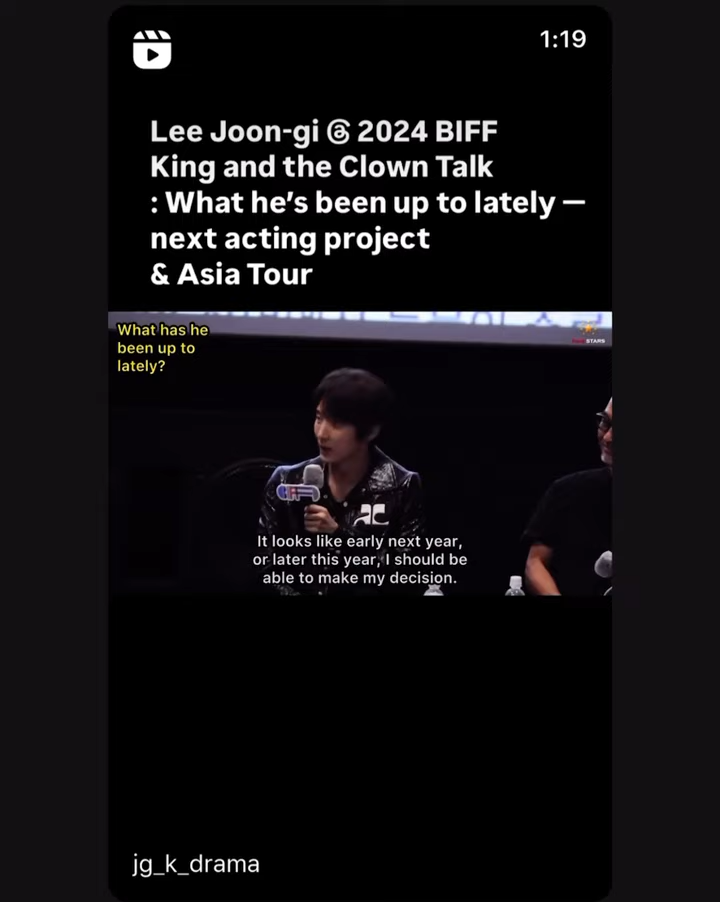 1:19
Lee Joon-gi @ 2024 BIFF
King and the Clown Talk
: What he's been up to lately —
next acting project
& Asia Tour
What has he
been up to
lately?
STARS
It looks like early next year,
or later this year, I should be
able to make my decision.
jg_k_drama